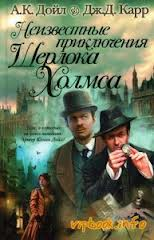 А.К. Дойл & Дж.Д. Карр
Неизвестные
приключения
Шерлока
Холмса
vipbook.info